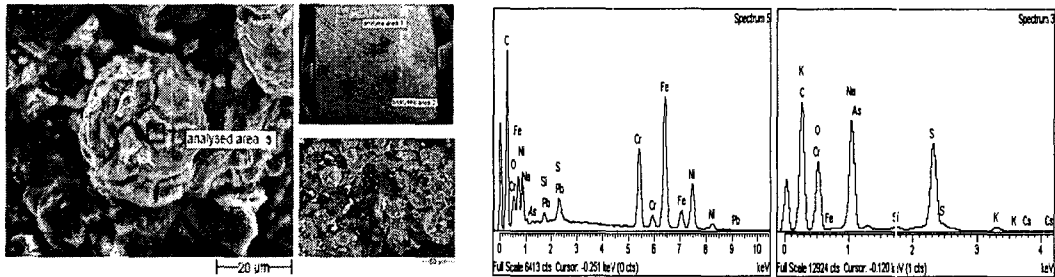 analysed area 3
20 µm
Spectrum 5
C
Fe
O
Ni
Cr
Na
As
Si
Pb
S
Pb
Cr
Cr
Fe
Fe
Ni
Ni
Pb
0 1 2 3 4 5 6 7 8 9 10
Full Scale 6413 cts Cursor: -0.251 keV (0 cts)
keV
Spectrum 3
K
C
O
Cr
Fe
Na
As
Si
S
S
K
K
Ca
Ca
0 1 2 3 4
Full Scale 12924 cts Cursor: -0.120 keV (1 cts)
keV